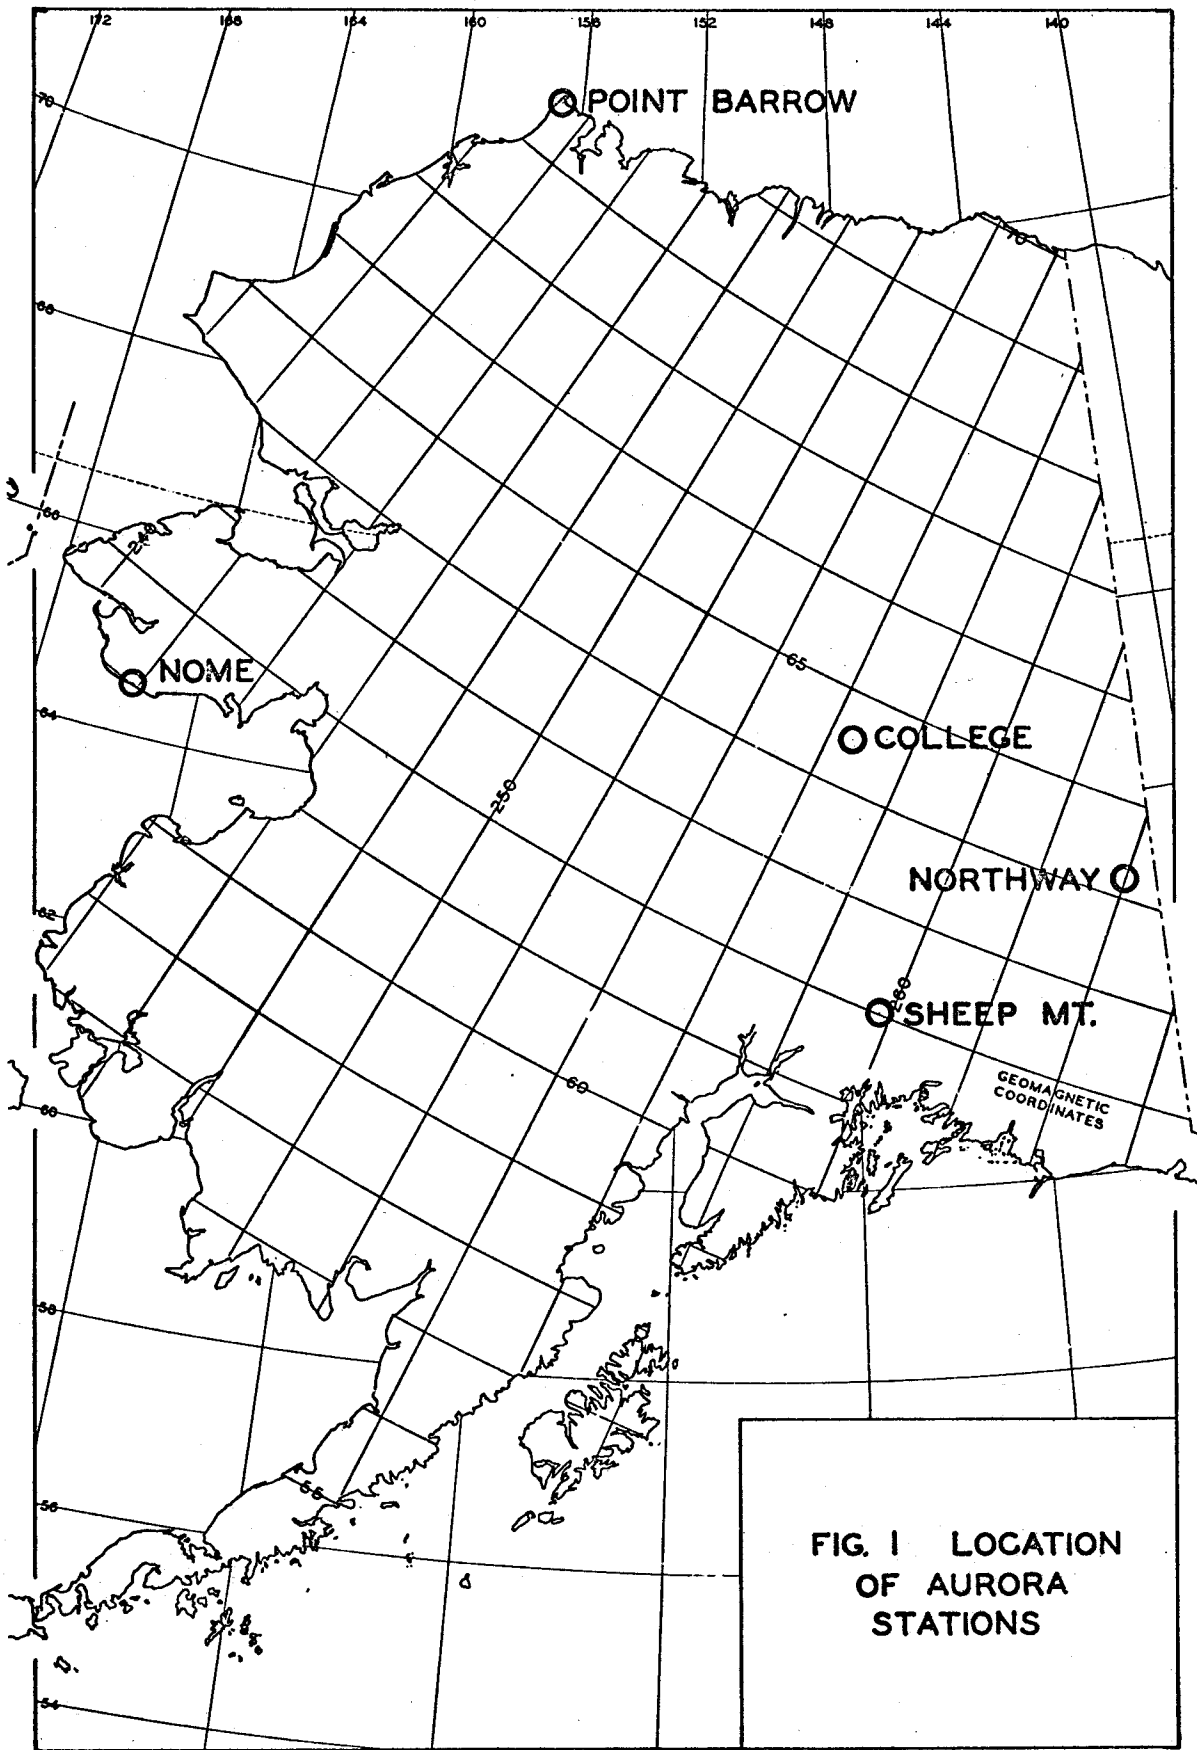 172 168 164 160 156 152 148 144 140
70
POINT BARROW
70
68
66
240
65
NOME
64
COLLEGE
250
NORTHWAY
62
260
SHEEP MT.
60
GEOMAGNETIC
COORDINATES
60
58
56
55
FIG. 1 LOCATION
OF AURORA
STATIONS
54